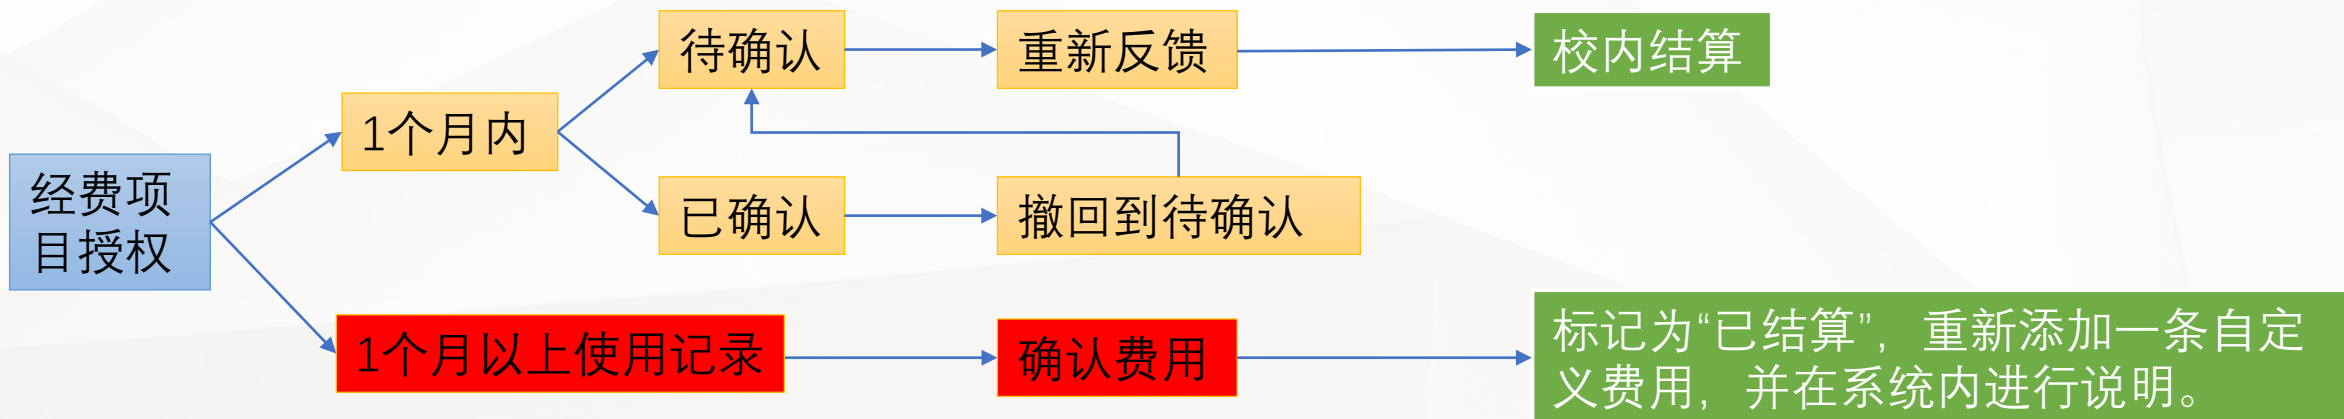 待确认
重新反馈
校内结算
1个月内
经费项
目授权
已确认
撤回到待确认
1个月以上使用记录
确认费用
标记为“已结算”，重新添加一条自定
义费用，并在系统内进行说明。